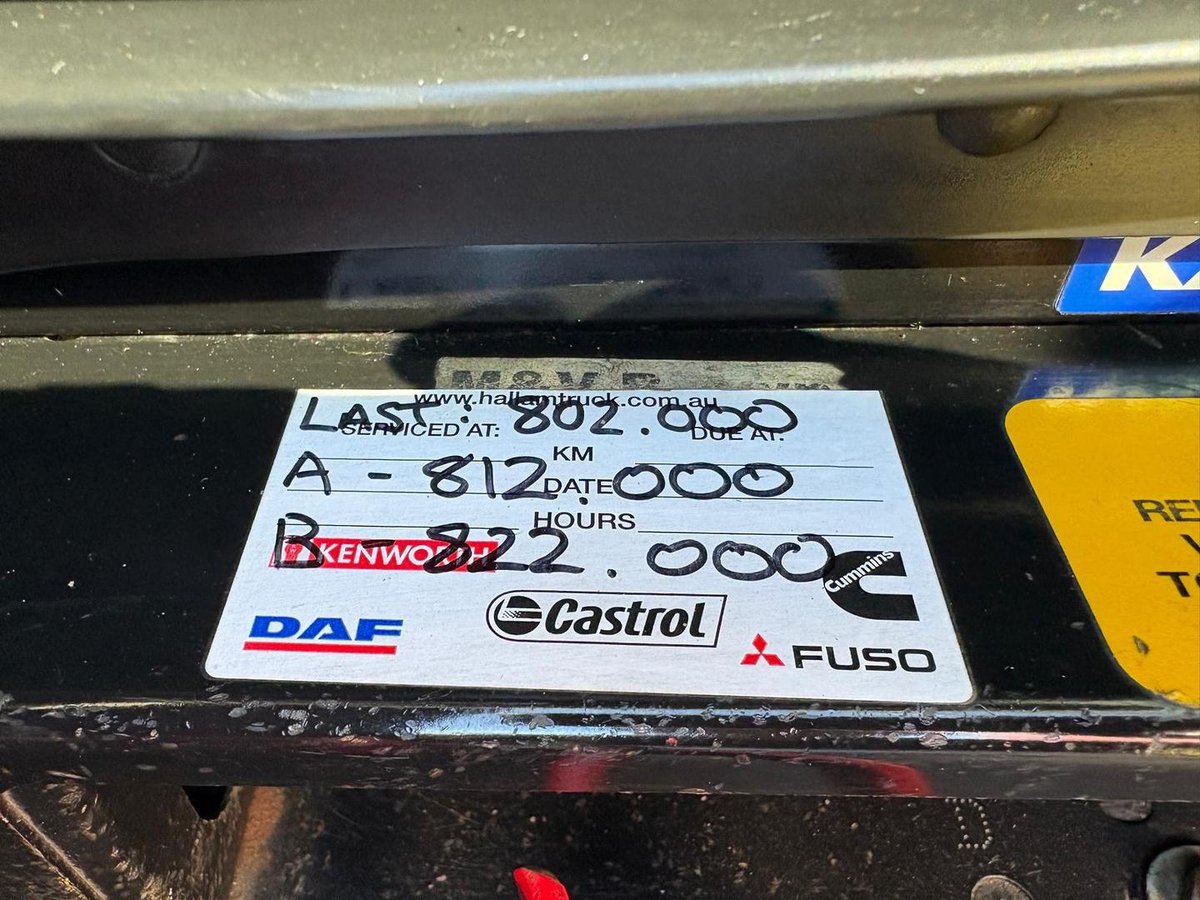 www.hallamtruck.com.au
LAST: 802.000
SERVICED AT: DUE AT:
KM
A - 812.000
DATE
HOURS
B - 822.000
KENWORTH
Cummins
DAF
Castrol
FUSO